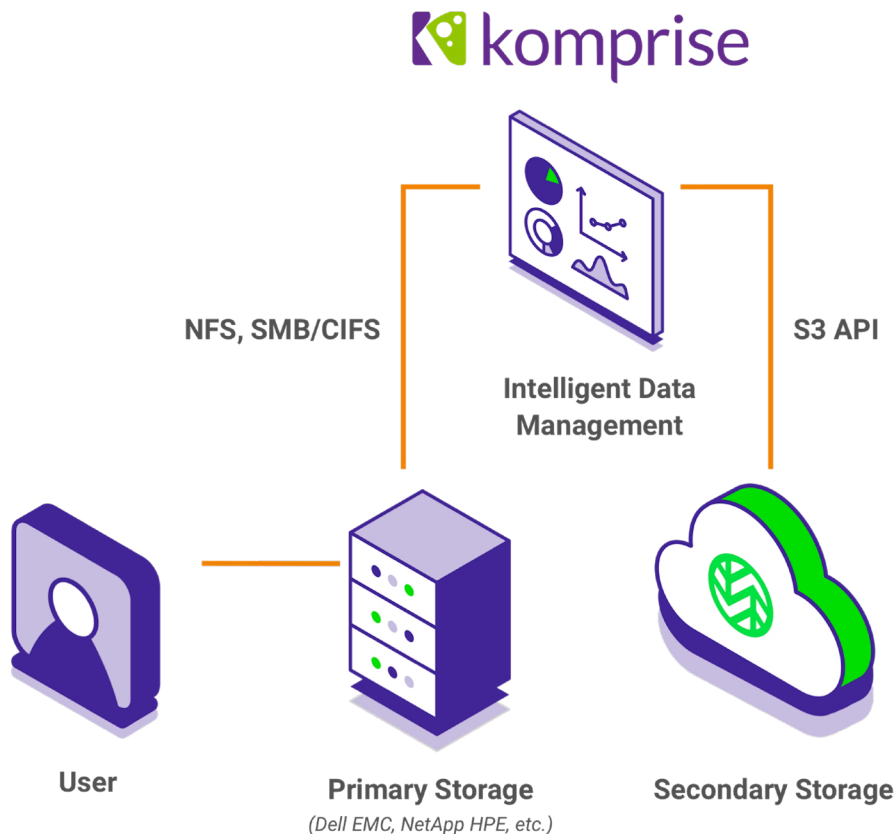 komprise
NFS, SMB/CIFS
S3 API
Intelligent Data
Management
User
Primary Storage
(Dell EMC, NetApp HPE, etc.)
Secondary Storage